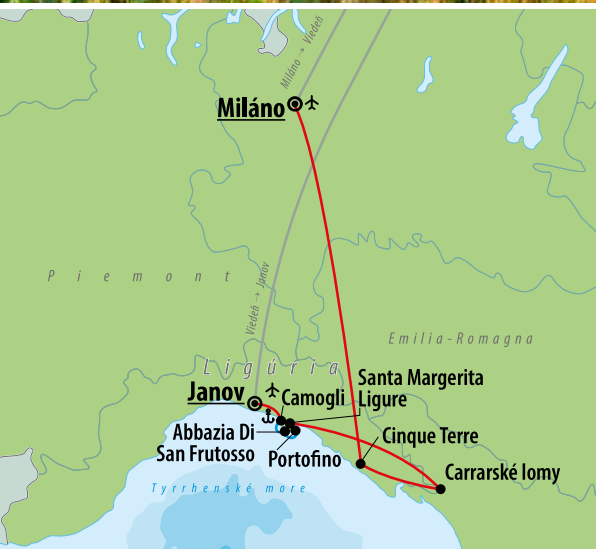 Miláno → Viedeň
Miláno
Piemont
Viedeň → Janov
Emilia-Romagna
Ligúria
Janov
Camogli
Santa Margerita
Ligure
Abbazia Di
San Frutosso
Portofino
Cinque Terre
Carrarské lomy
Tyrrhenské more